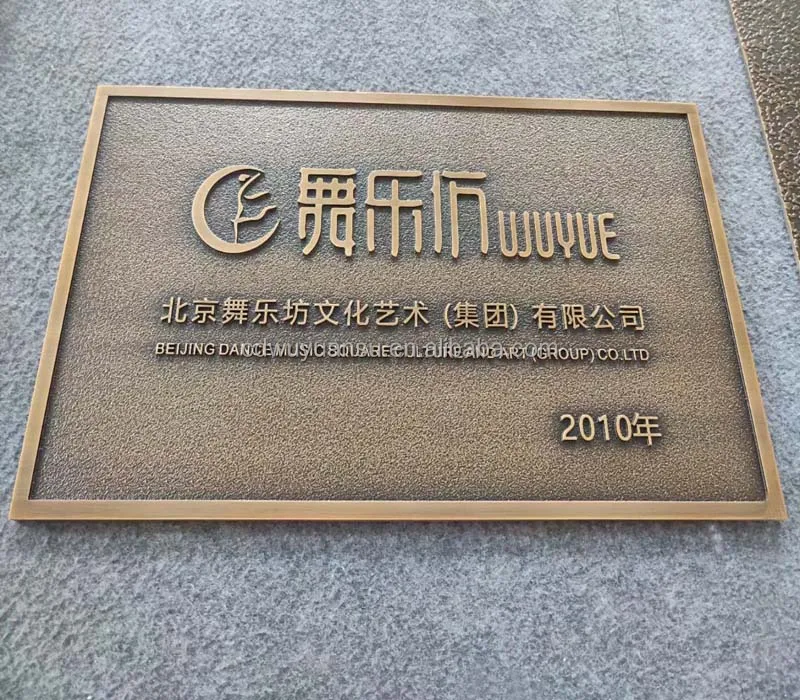 舞乐坊 WUYUE
北京舞乐坊文化艺术 (集团) 有限公司
BEIJING DANCE MUSIC SQUARE CULTURE AND ART (GROUP) CO.LTD
2010年